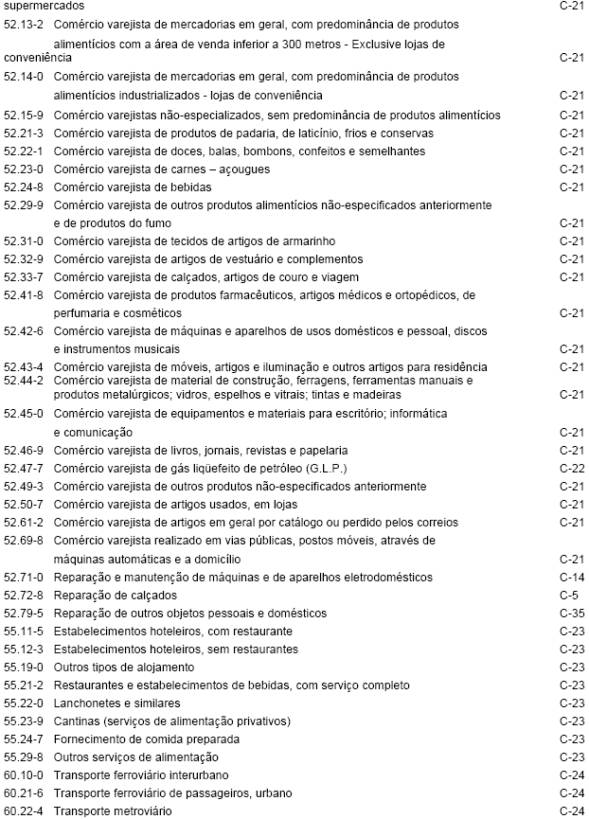 supermercados C-21
52.13-2 Comércio varejista de mercadorias em geral, com predominância de produtos
alimentícios com a área de venda inferior a 300 metros - Exclusive lojas de
conveniência C-21
52.14-0 Comércio varejista de mercadorias em geral, com predominância de produtos
alimentícios industrializados - lojas de conveniência C-21
52.15-9 Comércio varejistas não-especializados, sem predominância de produtos alimentícios C-21
52.21-3 Comércio varejista de produtos de padaria, de laticínio, frios e conservas C-21
52.22-1 Comércio varejista de doces, balas, bombons, confeitos e semelhantes C-21
52.23-0 Comércio varejista de carnes – açougues C-21
52.24-8 Comércio varejista de bebidas C-21
52.29-9 Comércio varejista de outros produtos alimentícios não-especificados anteriormente
e de produtos do fumo C-21
52.31-0 Comércio varejista de tecidos de artigos de armarinho C-21
52.32-9 Comércio varejista de artigos de vestuário e complementos C-21
52.33-7 Comércio varejista de calçados, artigos de couro e viagem C-21
52.41-8 Comércio varejista de produtos farmacêuticos, artigos médicos e ortopédicos, de
perfumaria e cosméticos C-21
52.42-6 Comércio varejista de máquinas e aparelhos de usos domésticos e pessoal, discos
e instrumentos musicais C-21
52.43-4 Comércio varejista de móveis, artigos e iluminação e outros artigos para residência C-21
52.44-2 Comércio varejista de material de construção, ferragens, ferramentas manuais e
produtos metalúrgicos; vidros, espelhos e vitrais; tintas e madeiras C-21
52.45-0 Comércio varejista de equipamentos e materiais para escritório; informática
e comunicação C-21
52.46-9 Comércio varejista de livros, jornais, revistas e papelaria C-21
52.47-7 Comércio varejista de gás liqüefeito de petróleo (G.L.P.) C-22
52.49-3 Comércio varejista de outros produtos não-especificados anteriormente C-21
52.50-7 Comércio varejista de artigos usados, em lojas C-21
52.61-2 Comércio varejista de artigos em geral por catálogo ou perdido pelos correios C-21
52.69-8 Comércio varejista realizado em vias públicas, postos móveis, através de
máquinas automáticas e a domicílio C-21
52.71-0 Reparação e manutenção de máquinas e de aparelhos eletrodomésticos C-14
52.72-8 Reparação de calçados C-5
52.79-5 Reparação de outros objetos pessoais e domésticos C-35
55.11-5 Estabelecimentos hoteleiros, com restaurante C-23
55.12-3 Estabelecimentos hoteleiros, sem restaurantes C-23
55.19-0 Outros tipos de alojamento C-23
55.21-2 Restaurantes e estabelecimentos de bebidas, com serviço completo C-23
55.22-0 Lanchonetes e similares C-23
55.23-9 Cantinas (serviços de alimentação privativos) C-23
55.24-7 Fornecimento de comida preparada C-23
55.29-8 Outros serviços de alimentação C-23
60.10-0 Transporte ferroviário interurbano C-24
60.21-6 Transporte ferroviário de passageiros, urbano C-24
60.22-4 Transporte metroviário C-24